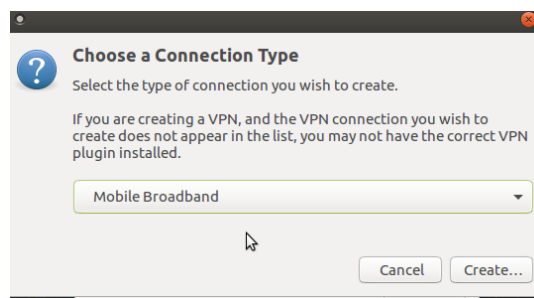 Choose a Connection Type
Select the type of connection you wish to create.
If you are creating a VPN, and the VPN connection you wish to
create does not appear in the list, you may not have the correct VPN
plugin installed.
Mobile Broadband
Cancel Create...